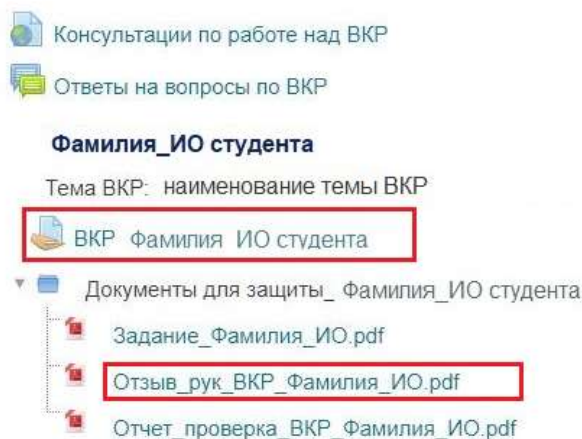 Консультации по работе над ВКР
Ответы на вопросы по ВКР
Фамилия_ИО студента
Тема ВКР: наименование темы ВКР
ВКР Фамилия ИО студента
Документы для защиты_ Фамилия_ИО студента
Задание_Фамилия_ИО.pdf
Отзыв_рук_ВКР_Фамилия_ИО.pdf
Отчет_проверка_ВКР_Фамилия_ИО.pdf